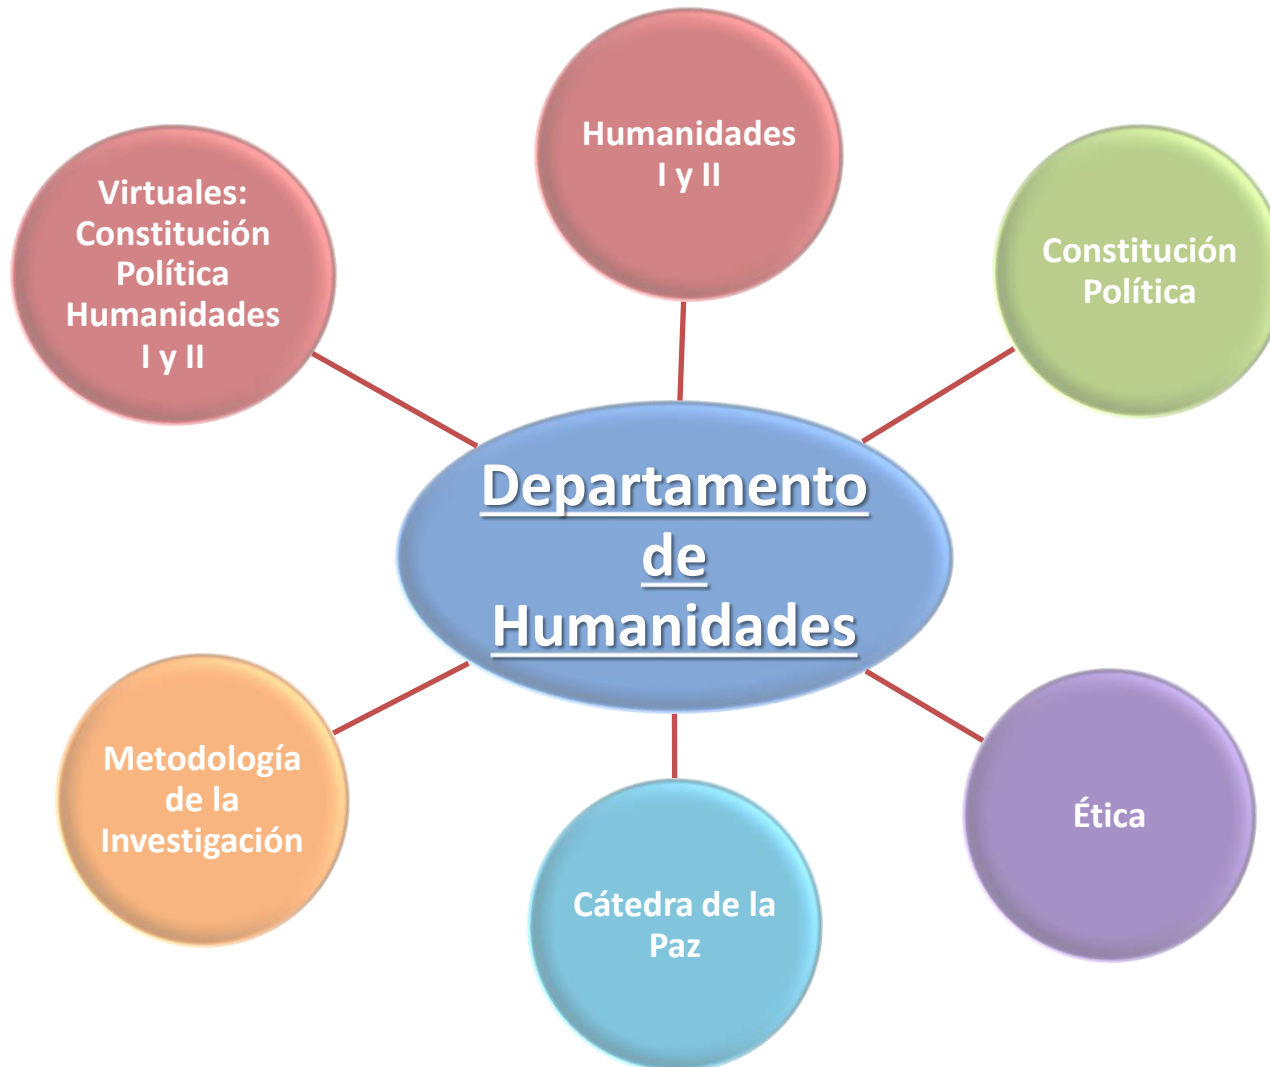 Humanidades
I y II
Virtuales:
Constitución
Política
Humanidades
I y II
Constitución
Política
Departamento
de
Humanidades
Metodología
de la
Investigación
Ética
Cátedra de la
Paz